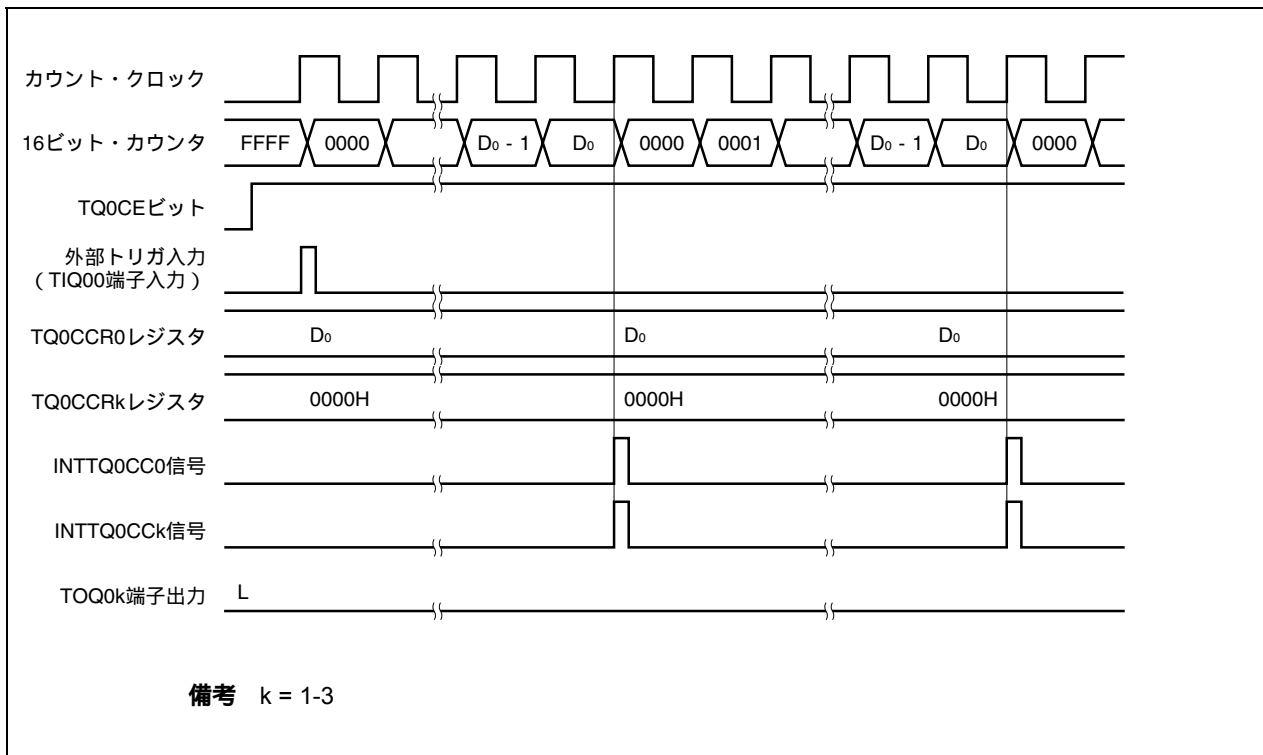 カウント・クロック
16ビット・カウンタ FFFF 0000 D0 - 1 D0 0000 0001 D0 - 1 D0 0000
TQ0CEビット
外部トリガ入力
(TIQ00端子入力)
TQ0CCR0レジスタ D0 D0 D0
TQ0CCRkレジスタ 0000H 0000H 0000H
INTTQ0CC0信号
INTTQ0CCk信号
TOQ0k端子出力 L
備考 k = 1-3